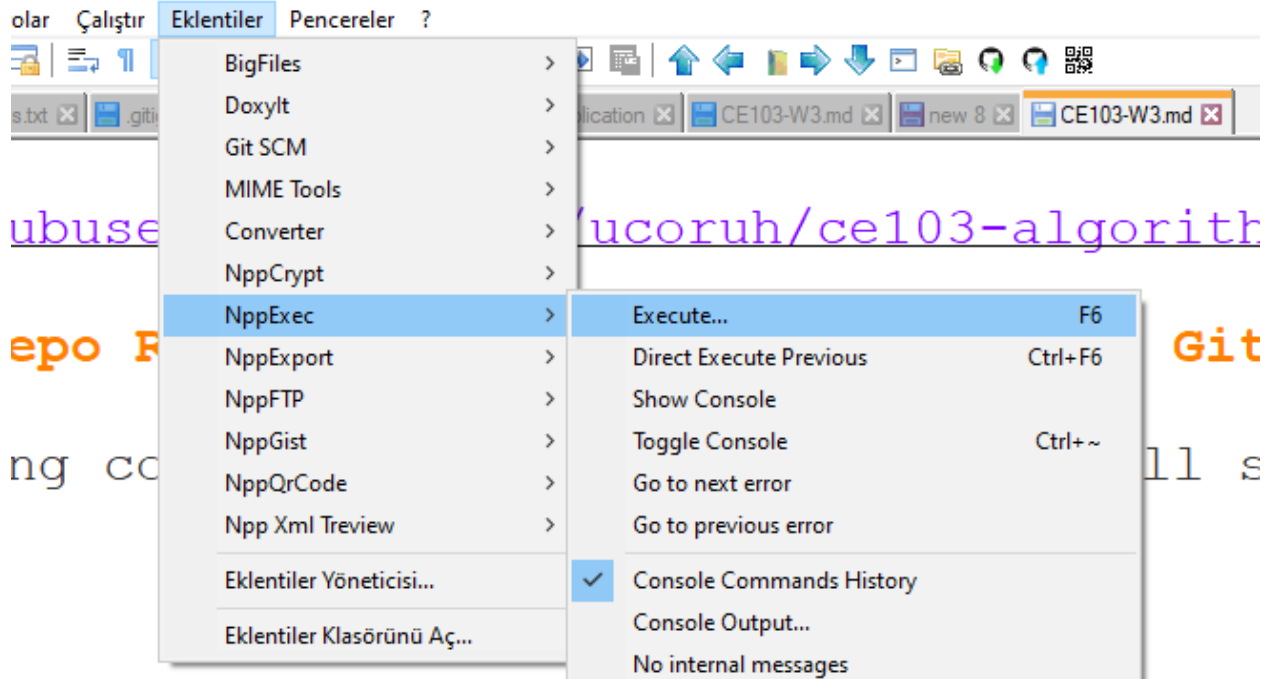 olar Çalıştır Eklentiler Pencereler ?
s.txt .giti lication CE103-W3.md new 8 CE103-W3.md
BigFiles
DoxyIt
Git SCM
MIME Tools
Converter
NppCrypt
NppExec
NppExport
NppFTP
NppGist
NppQrCode
Npp Xml Treview
Eklentiler Yöneticisi...
Eklentiler Klasörünü Aç...
Execute... F6
Direct Execute Previous Ctrl+F6
Show Console
Toggle Console Ctrl+~
Go to next error
Go to previous error
Console Commands History
Console Output...
No internal messages
ubuse /ucoruh/ce103-algorith
epo R Git
ng co ll s